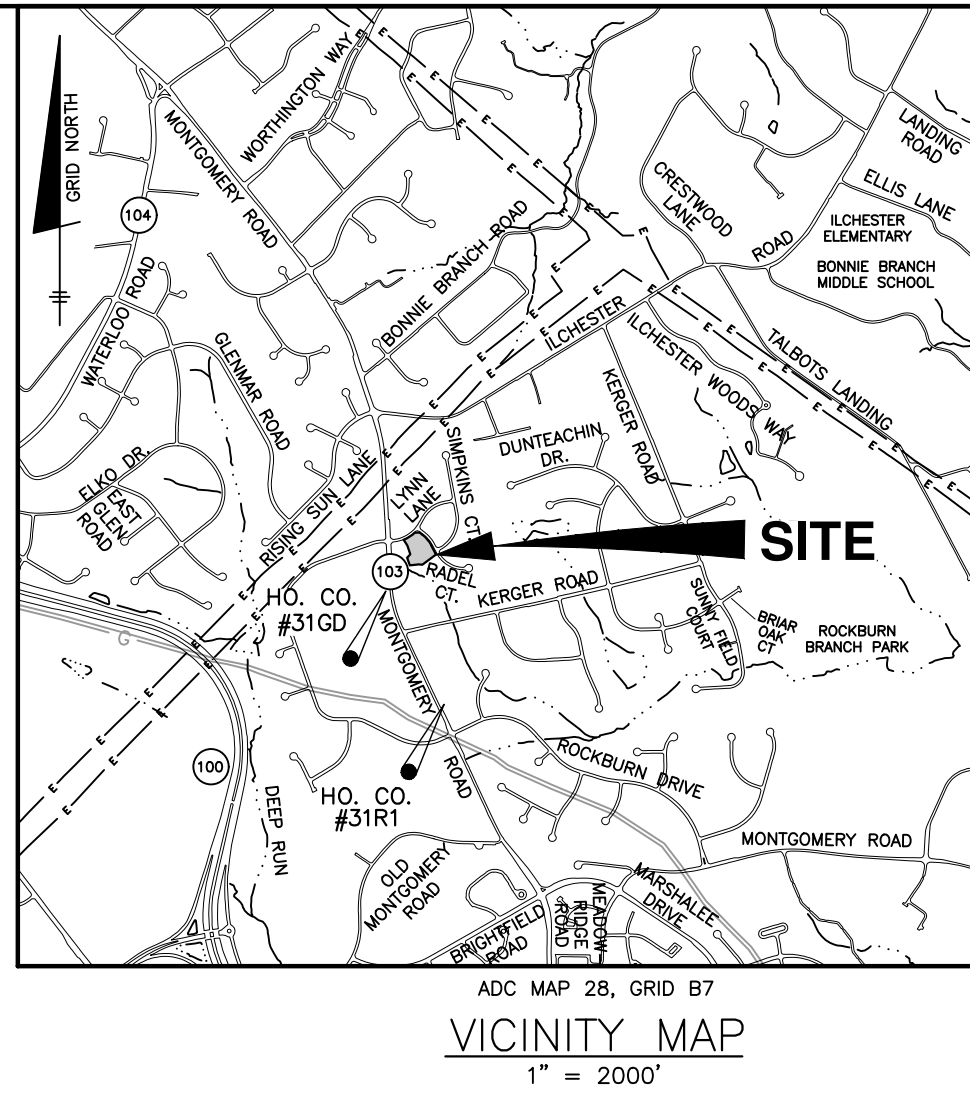 GRID NORTH
WORTHINGTON WAY
MONTGOMERY ROAD
104
WATERLOO ROAD
LANDING
ROAD
ELLIS LANE
ILCHESTER
ELEMENTARY
BONNIE BRANCH
MIDDLE SCHOOL
CRESTWOOD
LANE
ROAD
BONNIE BRANCH ROAD
ILCHESTER
GLENMAR ROAD
ILCHESTER WOODS WAY
TALBOTS LANDING
KERGER ROAD
SIMPKINS CT.
DUNTEACHIN
DR.
ELKO DR.
EAST
GLEN
ROAD
RISING SUN LANE
LYNN
LANE
SITE
103
RADEL
CT.
KERGER ROAD
HO. CO.
#31GD
MONTGOMERY
ROAD
SUNNY FIELD
COURT
BRIAR
OAK
CT
ROCKBURN
BRANCH PARK
G
100
DEEP RUN
HO. CO.
#31R1
ROCKBURN DRIVE
MONTGOMERY ROAD
OLD
MONTGOMERY
ROAD
BRIGHTFIELD
ROAD
MEADOW
RIDGE
ROAD
MARSHALEE
DRIVE
E E E E E E E E E E E E E E E E E E E E E E E E E E E E E E E E
ADC MAP 28, GRID B7
VICINITY MAP
1" = 2000'